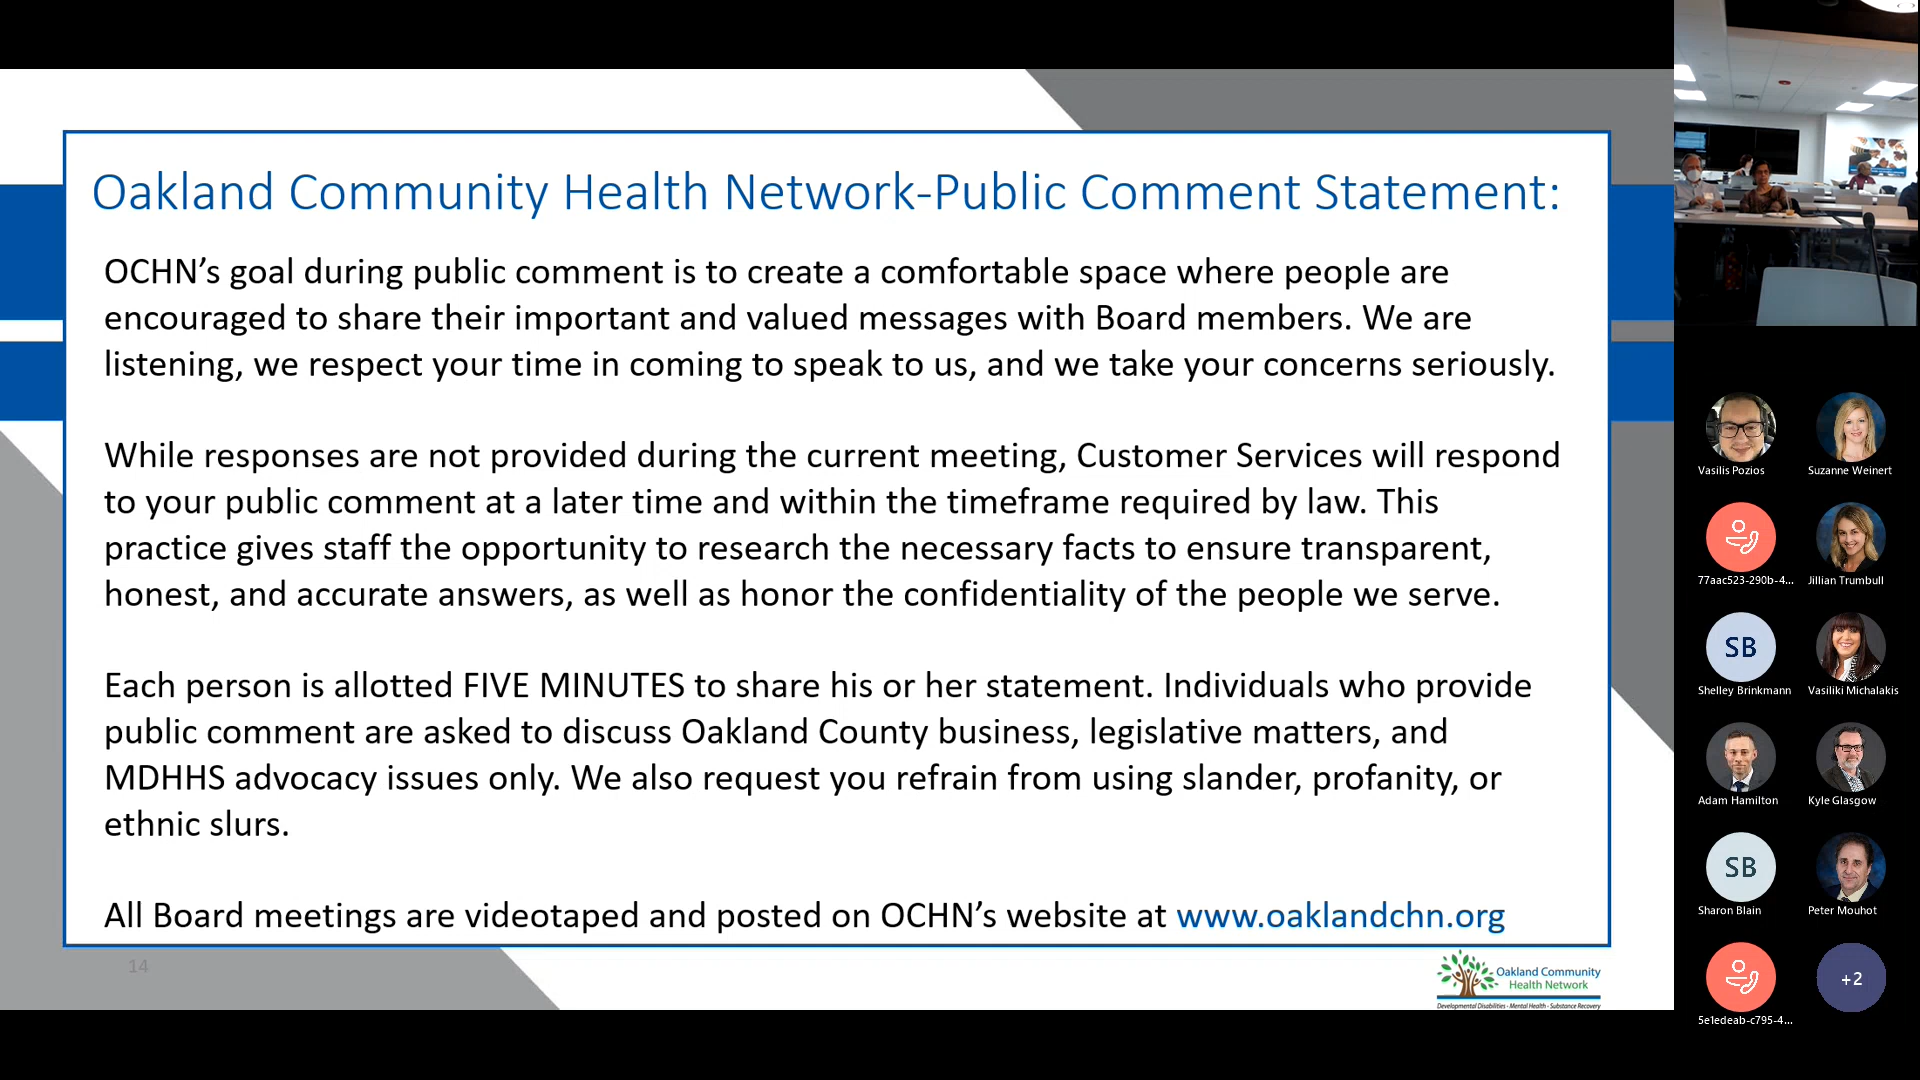 Oakland Community Health Network-Public Comment Statement:
OCHN’s goal during public comment is to create a comfortable space where people are
encouraged to share their important and valued messages with Board members. We are
listening, we respect your time in coming to speak to us, and we take your concerns seriously.
While responses are not provided during the current meeting, Customer Services will respond
to your public comment at a later time and within the timeframe required by law. This
practice gives staff the opportunity to research the necessary facts to ensure transparent,
honest, and accurate answers, as well as honor the confidentiality of the people we serve.
Each person is allotted FIVE MINUTES to share his or her statement. Individuals who provide
public comment are asked to discuss Oakland County business, legislative matters, and
MDHHS advocacy issues only. We also request you refrain from using slander, profanity, or
ethnic slurs.
All Board meetings are videotaped and posted on OCHN’s website at www.oaklandchn.org
14
Oakland Community
Health Network
Developmental Disabilities - Mental Health - Substance Recovery
Vasilis Pozios
Suzanne Weinert
77aac523-290b-4...
Jillian Trumbull
SB
Shelley Brinkmann
Vasiliki Michalakis
Adam Hamilton
Kyle Glasgow
SB
Sharon Blain
Peter Mouhot
5e1edeab-c795-4...
+2